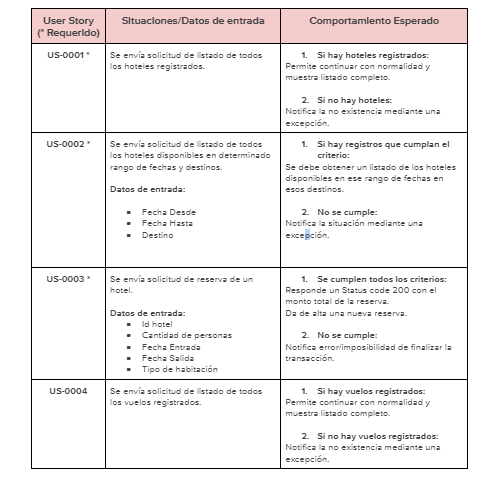 User Story
(* Requerido)
Situaciones/Datos de entrada
Comportamiento Esperado
US-0001 *
Se envía solicitud de listado de todos
los hoteles registrados.
1. Si hay hoteles registrados:
Permite continuar con normalidad y
muestra listado completo.
2. Si no hay hoteles:
Notifica la no existencia mediante una
excepción.
US-0002 *
Se envía solicitud de listado de todos
los hoteles disponibles en determinado
rango de fechas y destinos.
Datos de entrada:
● Fecha Desde
● Fecha Hasta
● Destino
1. Si hay registros que cumplan el
criterio:
Se debe obtener un listado de los hoteles
disponibles en ese rango de fechas en
esos destinos.
2. No se cumple:
Notifica la situación mediante una
excepción.
US-0003 *
Se envía solicitud de reserva de un
hotel.
Datos de entrada:
● Id hotel
● Cantidad de personas
● Fecha Entrada
● Fecha Salida
● Tipo de habitación
1. Se cumplen todos los criterios:
Responde un Status code 200 con el
monto total de la reserva.
Da de alta una nueva reserva.
2. No se cumple:
Notifica error/imposibilidad de finalizar la
transacción.
US-0004
Se envía solicitud de listado de todos
los vuelos registrados.
1. Si hay vuelos registrados:
Permite continuar con normalidad y
muestra listado completo.
2. Si no hay vuelos registrados:
Notifica la no existencia mediante una
excepción.